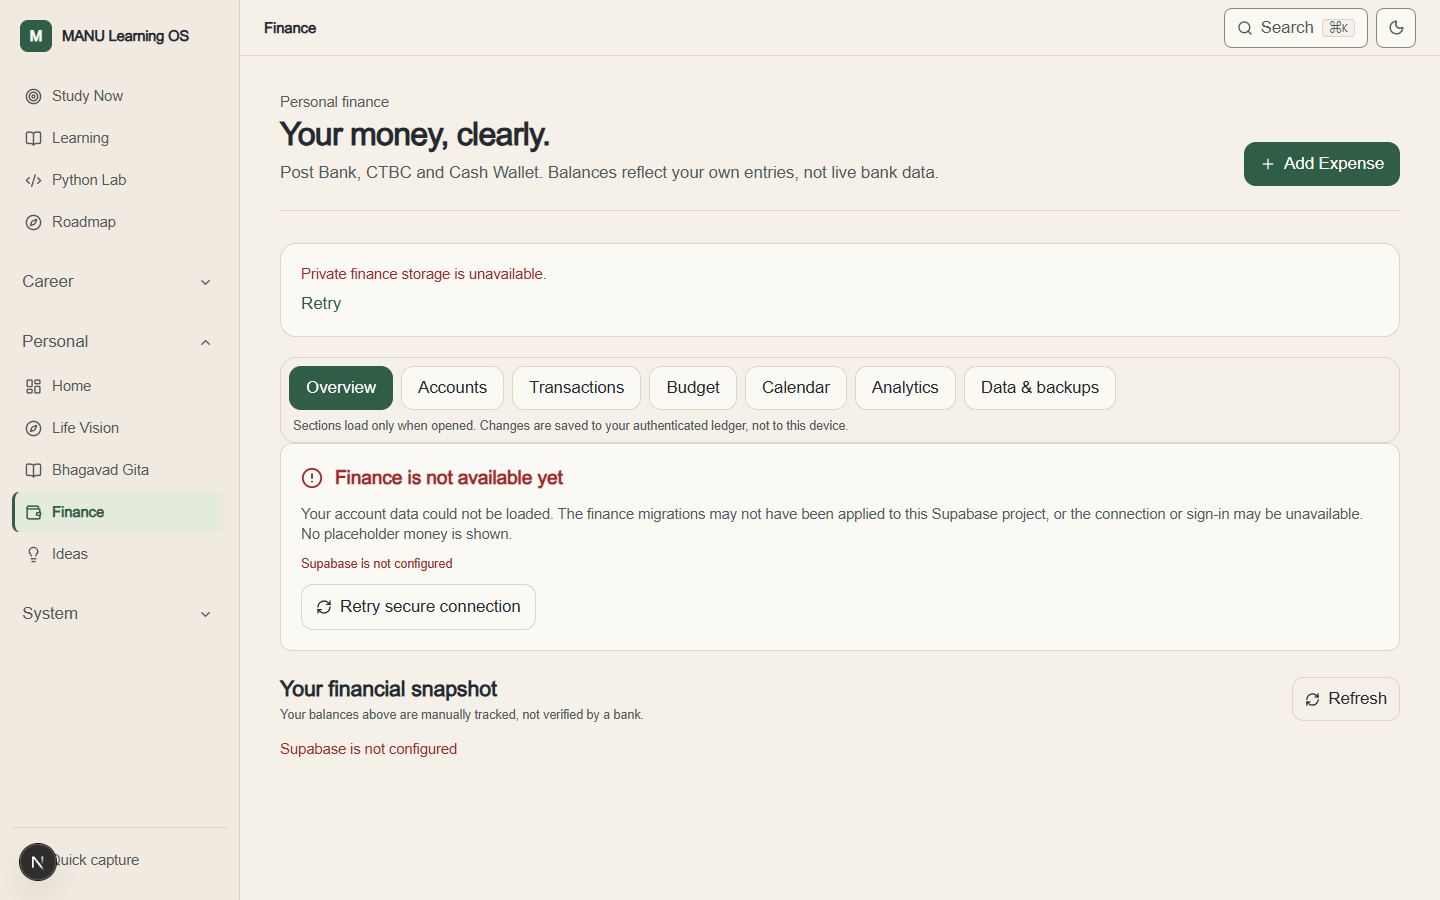 M MANU Learning OS
Study Now
Learning
Python Lab
Roadmap
Career
Personal
Home
Life Vision
Bhagavad Gita
Finance
Ideas
System
N
Quick capture
Finance
Search ⌘K
Personal finance
Your money, clearly.
Post Bank, CTBC and Cash Wallet. Balances reflect your own entries, not live bank data.
+ Add Expense
Private finance storage is unavailable.
Retry
Overview Accounts Transactions Budget Calendar Analytics Data & backups
Sections load only when opened. Changes are saved to your authenticated ledger, not to this device.
Finance is not available yet
Your account data could not be loaded. The finance migrations may not have been applied to this Supabase project, or the connection or sign-in may be unavailable.
No placeholder money is shown.
Supabase is not configured
Retry secure connection
Your financial snapshot
Your balances above are manually tracked, not verified by a bank.
Refresh
Supabase is not configured